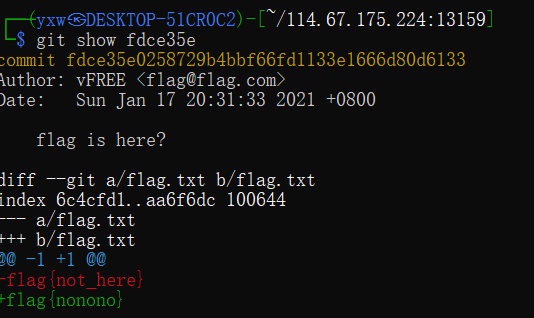 ┌──(yxw㉿DESKTOP-51CR0C2)-[~/114.67.175.224:13159]
└─$ git show fdce35e
commit fdce35e0258729b4bbf66fd1133e1666d80d6133
Author: vFREE <flag@flag.com>
Date:   Sun Jan 17 20:31:33 2021 +0800
    flag is here?
diff --git a/flag.txt b/flag.txt
index 6c4cfd1..aa6f6dc 100644
--- a/flag.txt
+++ b/flag.txt
@@ -1 +1 @@
-flag{not_here}
+flag{nonono}